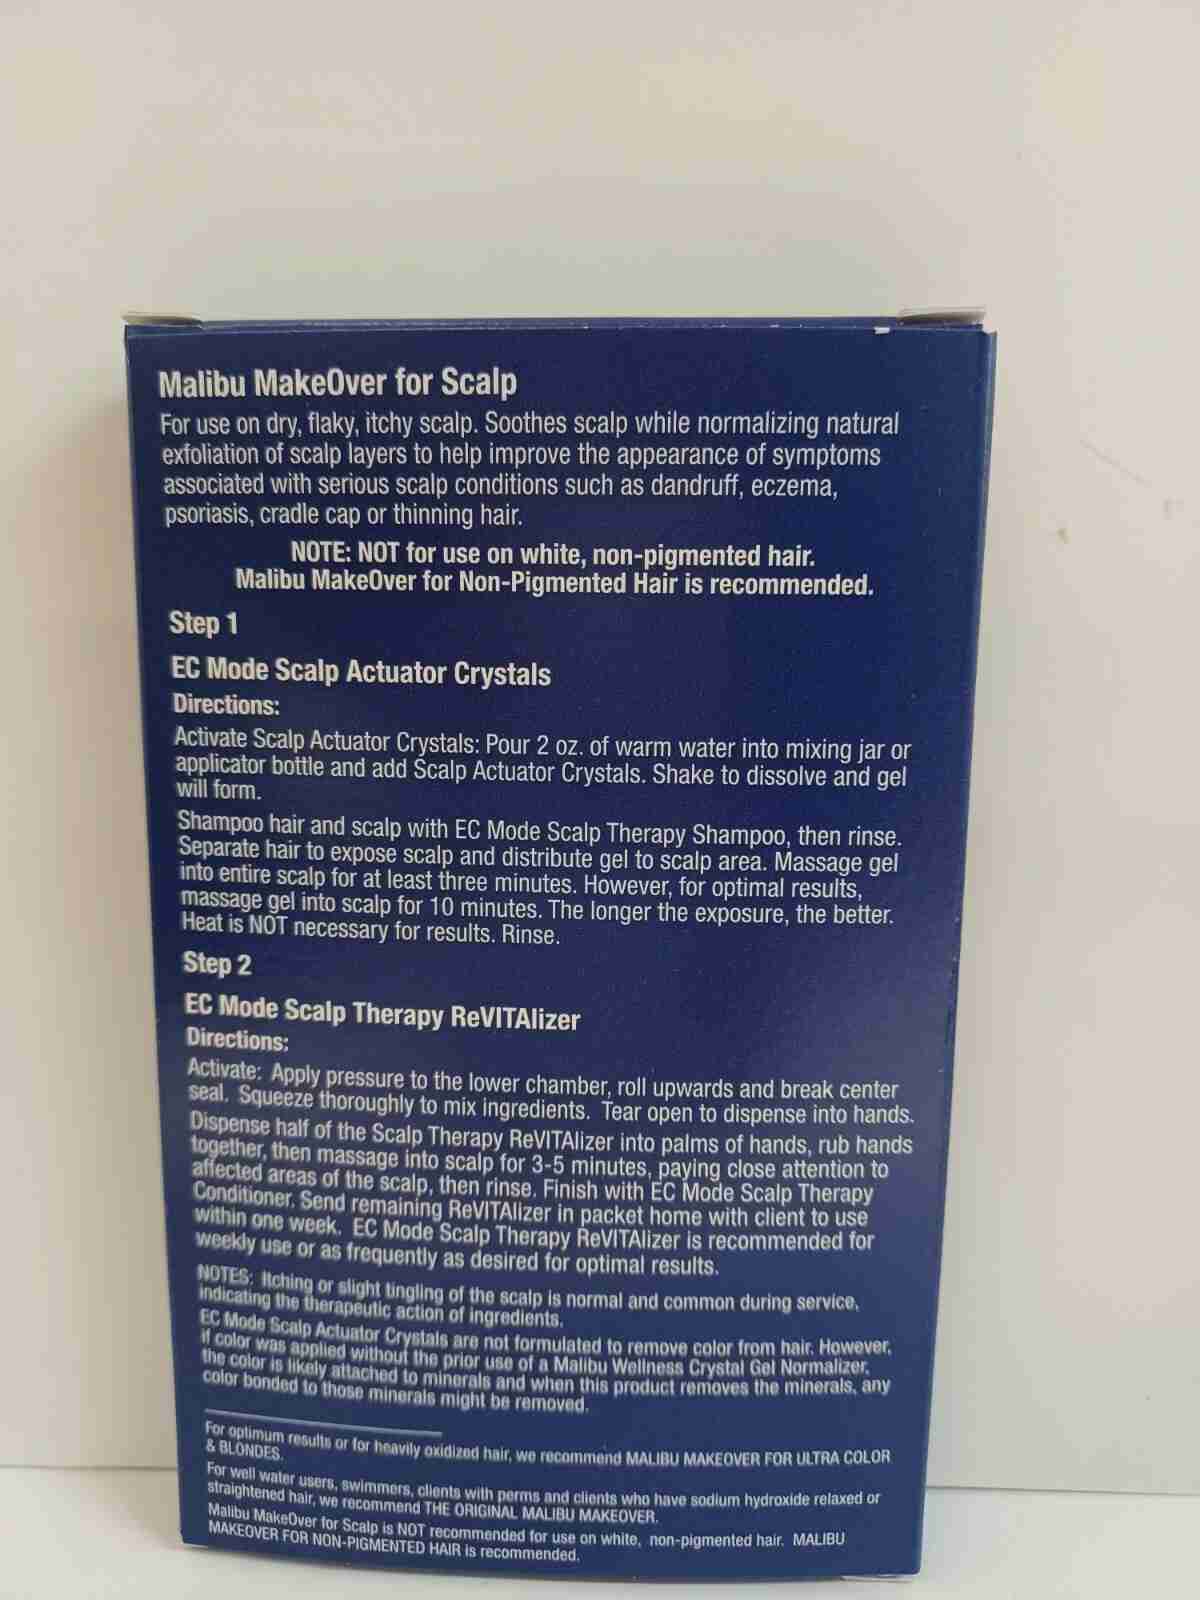 Malibu MakeOver for Scalp
For use on dry, flaky, itchy scalp. Soothes scalp while normalizing natural
exfoliation of scalp layers to help improve the appearance of symptoms
associated with serious scalp conditions such as dandruff, eczema,
psoriasis, cradle cap or thinning hair.
NOTE: NOT for use on white, non-pigmented hair.
Malibu MakeOver for Non-Pigmented Hair is recommended.
Step 1
EC Mode Scalp Actuator Crystals
Directions:
Activate Scalp Actuator Crystals: Pour 2 oz. of warm water into mixing jar or
applicator bottle and add Scalp Actuator Crystals. Shake to dissolve and gel
will form.
Shampoo hair and scalp with EC Mode Scalp Therapy Shampoo, then rinse.
Separate hair to expose scalp and distribute gel to scalp area. Massage gel
into entire scalp for at least three minutes. However, for optimal results,
massage gel into scalp for 10 minutes. The longer the exposure, the better.
Heat is NOT necessary for results. Rinse.
Step 2
EC Mode Scalp Therapy ReVITAlizer
Directions:
Activate: Apply pressure to the lower chamber, roll upwards and break center
seal. Squeeze thoroughly to mix ingredients. Tear open to dispense into hands.
Dispense half of the Scalp Therapy ReVITAlizer into palms of hands, rub hands
together, then massage into scalp for 3-5 minutes, paying close attention to
affected areas of the scalp, then rinse. Finish with EC Mode Scalp Therapy
Conditioner. Send remaining ReVITAlizer in packet home with client to use
within one week. EC Mode Scalp Therapy ReVITAlizer is recommended for
weekly use or as frequently as desired for optimal results.
NOTES: Itching or slight tingling of the scalp is normal and common during service,
indicating the therapeutic action of ingredients.
EC Mode Scalp Actuator Crystals are not formulated to remove color from hair. However,
if color was applied without the prior use of a Malibu Wellness Crystal Gel Normalizer,
the color is likely attached to minerals and when this product removes the minerals, any
color bonded to those minerals might be removed.
For optimum results or for heavily oxidized hair, we recommend MALIBU MAKEOVER FOR ULTRA COLOR
& BLONDES.
For well water users, swimmers, clients with perms and clients who have sodium hydroxide relaxed or
straightened hair, we recommend THE ORIGINAL MALIBU MAKEOVER.
Malibu MakeOver for Scalp is NOT recommended for use on white, non-pigmented hair. MALIBU
MAKEOVER FOR NON-PIGMENTED HAIR is recommended.